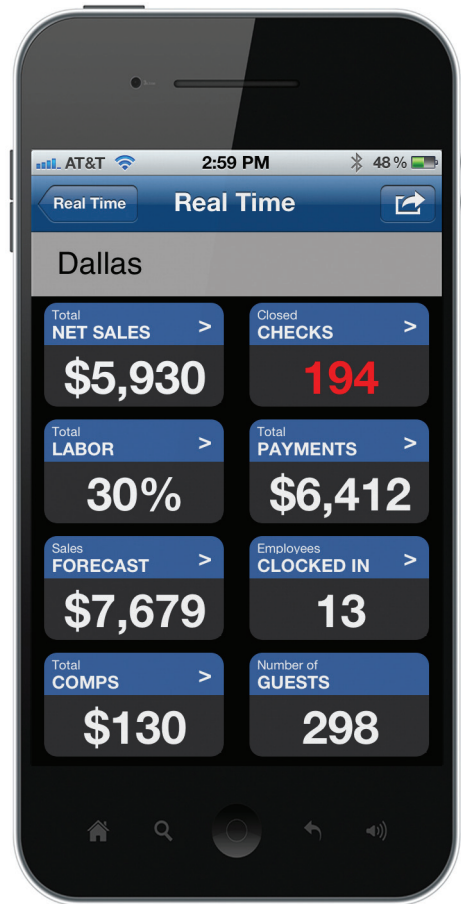 AT&T 2:59 PM 48%
Real Time Real Time
Dallas
Total
NET SALES >
$5,930
Closed
CHECKS >
194
Total
LABOR >
30%
Total
PAYMENTS >
$6,412
Sales
FORECAST >
$7,679
Employees
CLOCKED IN >
13
Total
COMPS >
$130
Number of
GUESTS
298